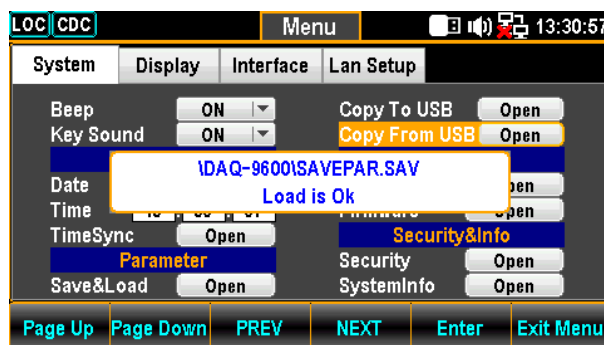 LOC CDC Menu 13:30:57
System Display Interface Lan Setup
Beep ON Copy To USB Open
Key Sound ON Copy From USB Open
\DAQ-9600\SAVEPAR.SAV
Load is Ok
Date
Time
TimeSync Open Security&Info
Parameter Security Open
Save&Load Open SystemInfo Open
Page Up Page Down PREV NEXT Enter Exit Menu